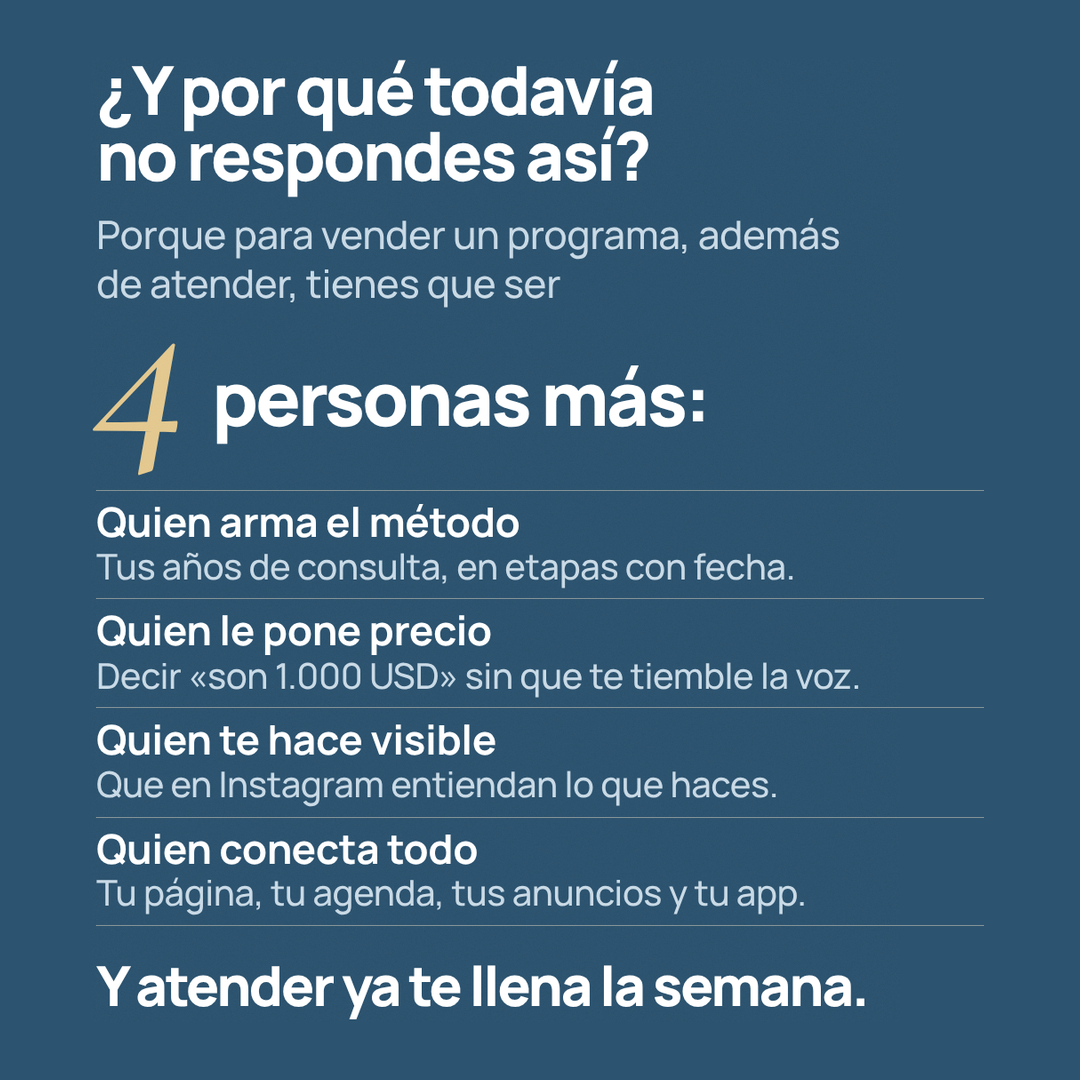 ¿Y por qué todavía
no respondes así?
Porque para vender un programa, además
de atender, tienes que ser
4 personas más:
Quien arma el método
Tus años de consulta, en etapas con fecha.
Quien le pone precio
Decir «son 1.000 USD» sin que te tiemble la voz.
Quien te hace visible
Que en Instagram entiendan lo que haces.
Quien conecta todo
Tu página, tu agenda, tus anuncios y tu app.
Y atender ya te llena la semana.